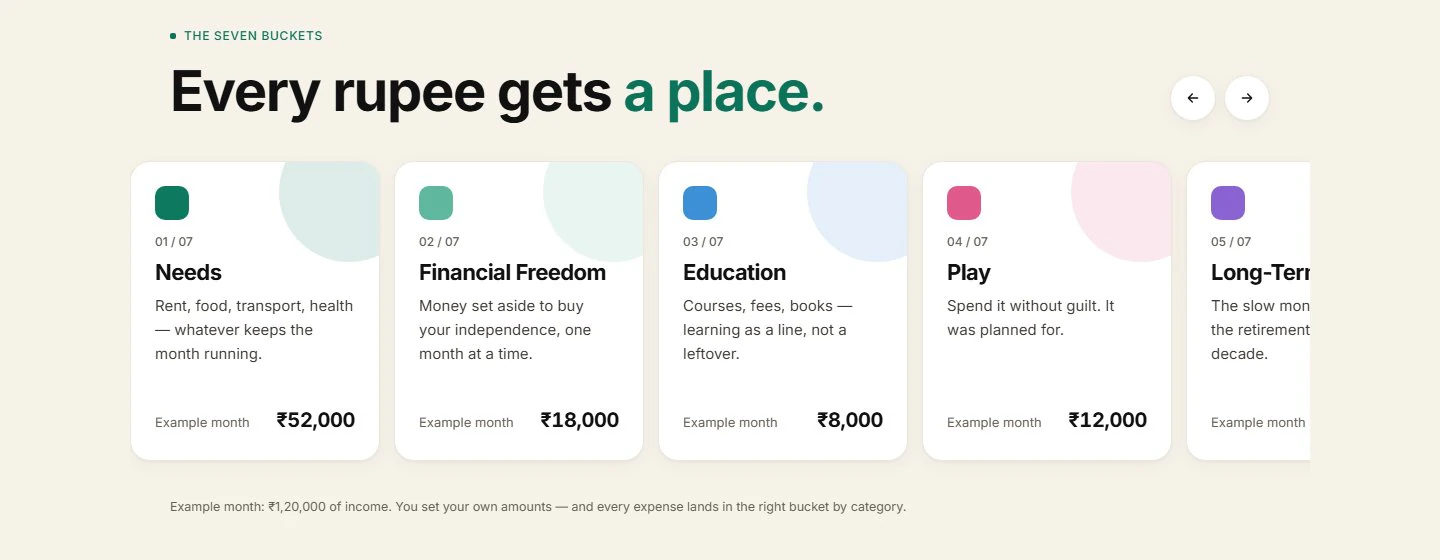 THE SEVEN BUCKETS
Every rupee gets a place.
01 / 07
Needs
Rent, food, transport, health
— whatever keeps the
month running.
Example month ₹52,000
02 / 07
Financial Freedom
Money set aside to buy
your independence, one
month at a time.
Example month ₹18,000
03 / 07
Education
Courses, fees, books —
learning as a line, not a
leftover.
Example month ₹8,000
04 / 07
Play
Spend it without guilt. It
was planned for.
Example month ₹12,000
05 / 07
The slow
the retirement
decade.
Example month
Example month: ₹1,20,000 of income. You set your own amounts — and every expense lands in the right bucket by category.